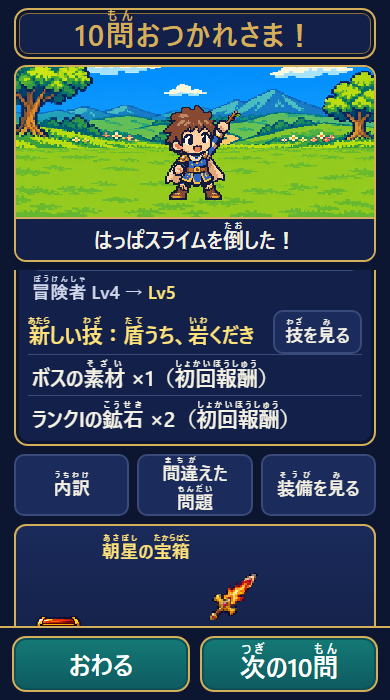 10問おつかれさま！
はっぱスライムを倒した！
冒険者 Lv4 → Lv5
新しい技：盾うち、岩くだき
技を見る
ボスの素材 ×1（初回報酬）
ランクIの鉱石 ×2（初回報酬）
内訳
間違えた
問題
装備を見る
朝星の宝箱
おわる
次の10問